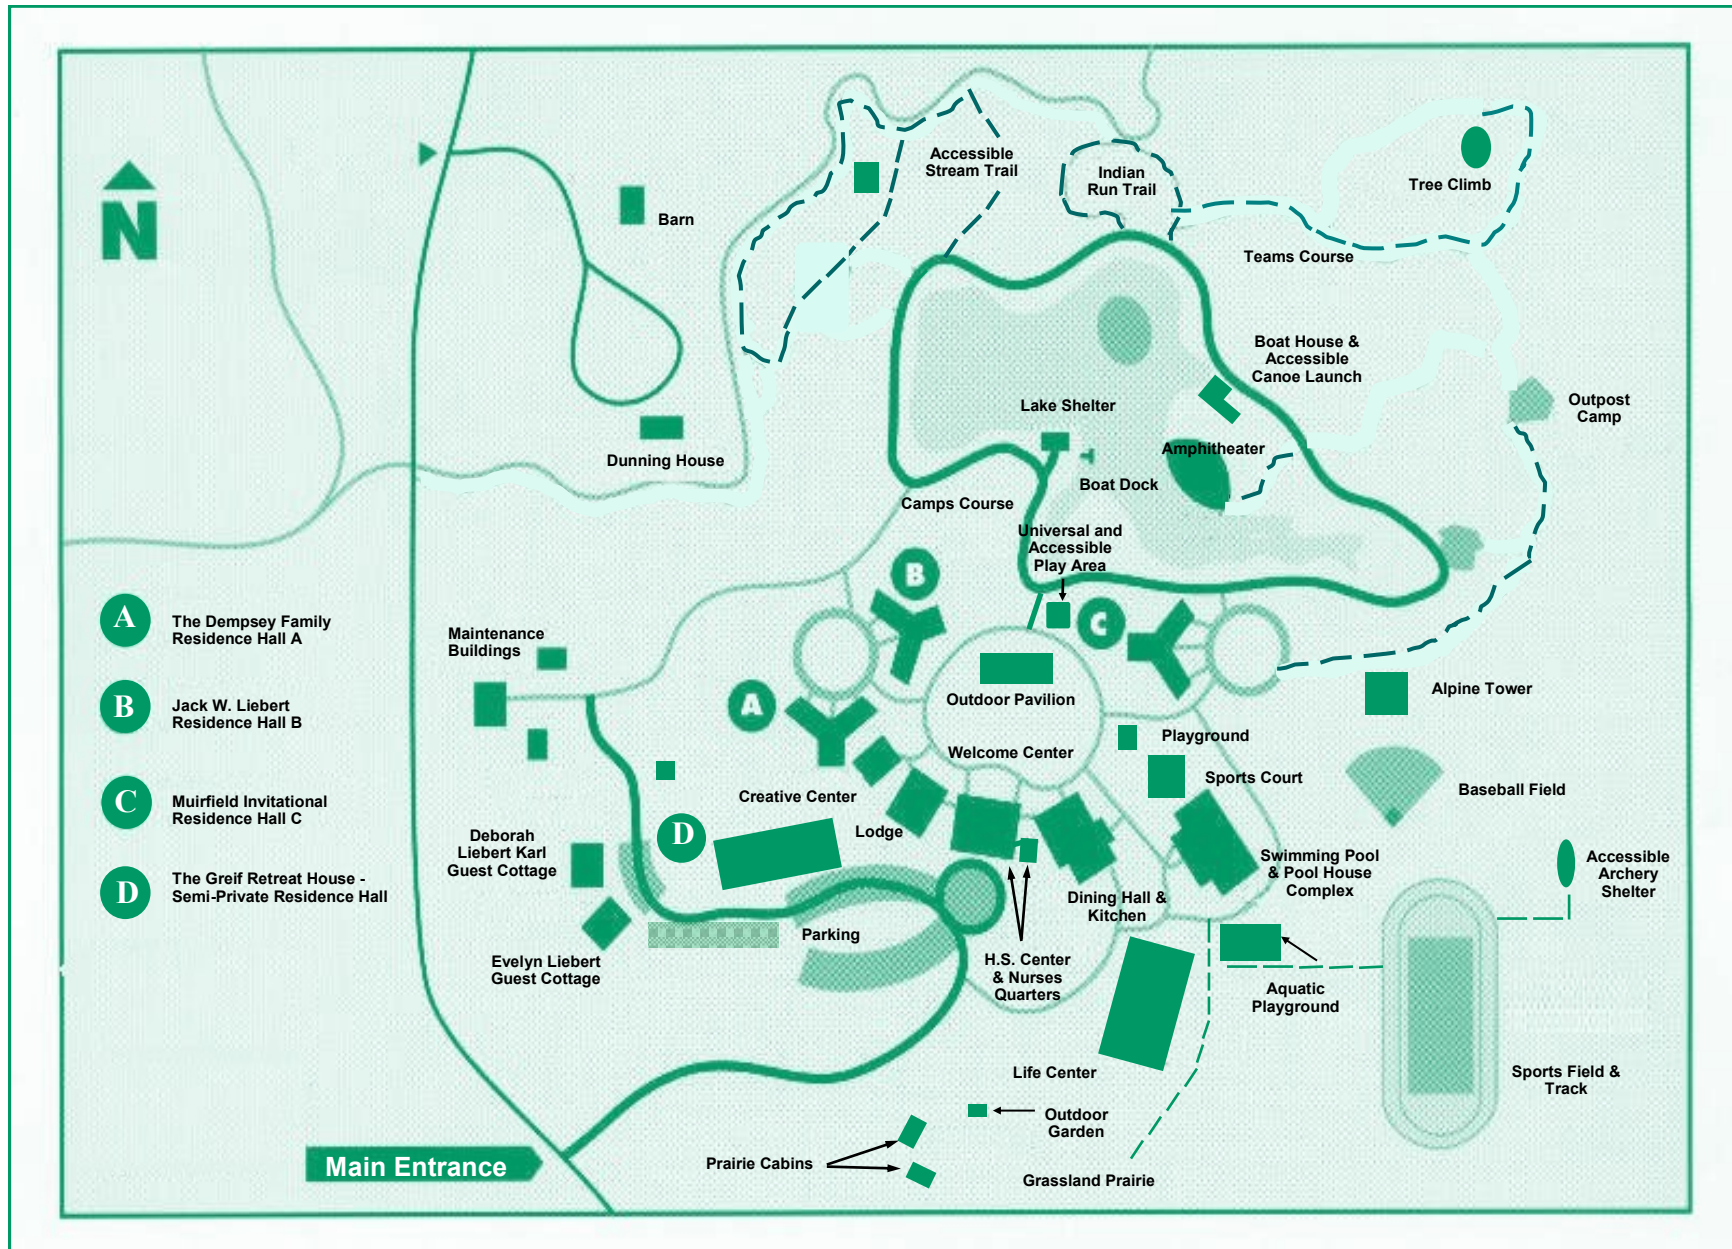 N
Accessible
Stream Trail
Indian
Run Trail
Tree Climb
Barn
Teams Course
Boat House &
Accessible
Canoe Launch
Lake Shelter
Outpost
Camp
Dunning House
Amphitheater
Boat Dock
Camps Course
Universal and
Accessible
Play Area
B
C
A
The Dempsey Family
Residence Hall A
Maintenance
Buildings
B
Jack W. Liebert
Residence Hall B
A
Outdoor Pavilion
Alpine Tower
Welcome Center
Playground
Sports Court
Baseball Field
C
Muirfield Invitational
Residence Hall C
Creative Center
Lodge
D
Deborah
Liebert Karl
Guest Cottage
D
The Greif Retreat House -
Semi-Private Residence Hall
Swimming Pool
& Pool House
Complex
Accessible
Archery
Shelter
Dining Hall &
Kitchen
Parking
Evelyn Liebert
Guest Cottage
H.S. Center
& Nurses
Quarters
Aquatic
Playground
Life Center
Sports Field &
Track
Outdoor
Garden
Main Entrance
Prairie Cabins
Grassland Prairie